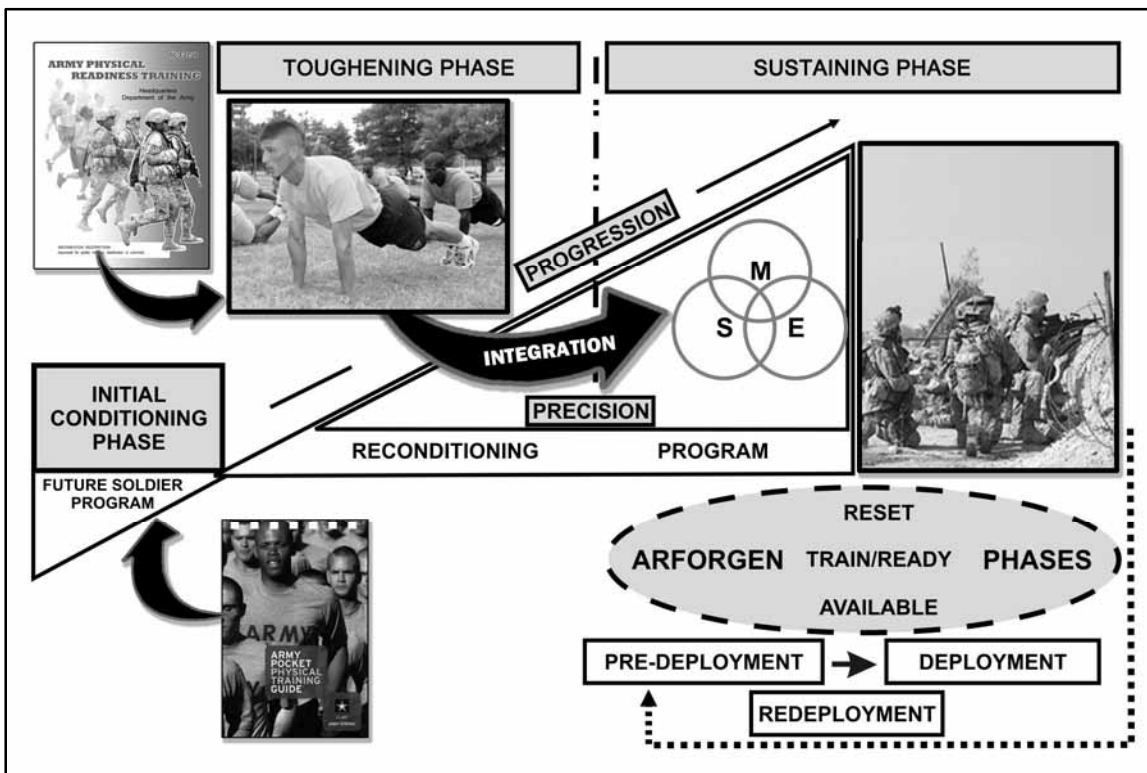 ARMY PHYSICAL
READINESS TRAINING
Headquarters
Department of the Army
TOUGHENING PHASE
SUSTAINING PHASE
PROGRESSION
M
S E
INTEGRATION
PRECISION
RECONDITIONING PROGRAM
INITIAL
CONDITIONING
PHASE
FUTURE SOLDIER
PROGRAM
ARMY
ARMY
POCKET
PHYSICAL
TRAINING
GUIDE
RESET
ARFORGEN TRAIN/READY PHASES
AVAILABLE
PRE-DEPLOYMENT DEPLOYMENT
REDEPLOYMENT